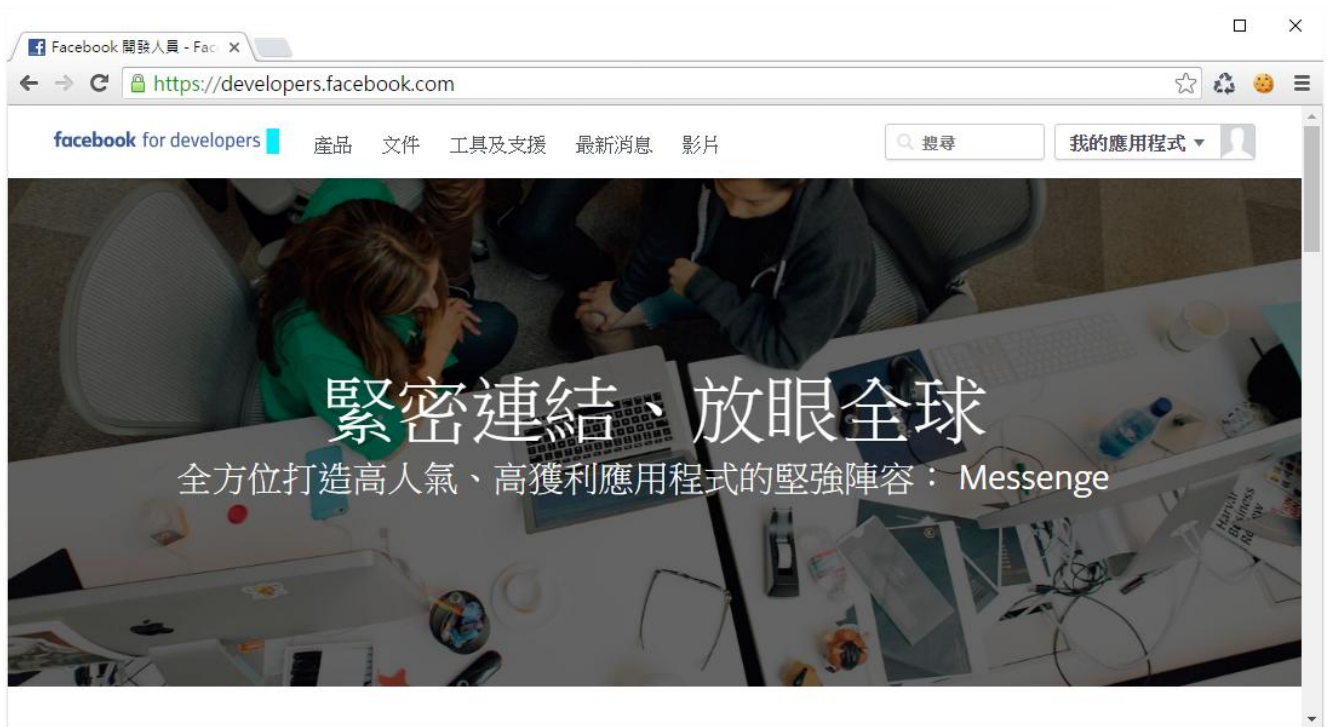 Facebook 開發人員 - Fac
https://developers.facebook.com
facebook for developers 產品 文件 工具及支援 最新消息 影片 搜尋 我的應用程式
緊密連結、放眼全球
全方位打造高人氣、高獲利應用程式的堅強陣容： Messenge
Harvard
Business
Review